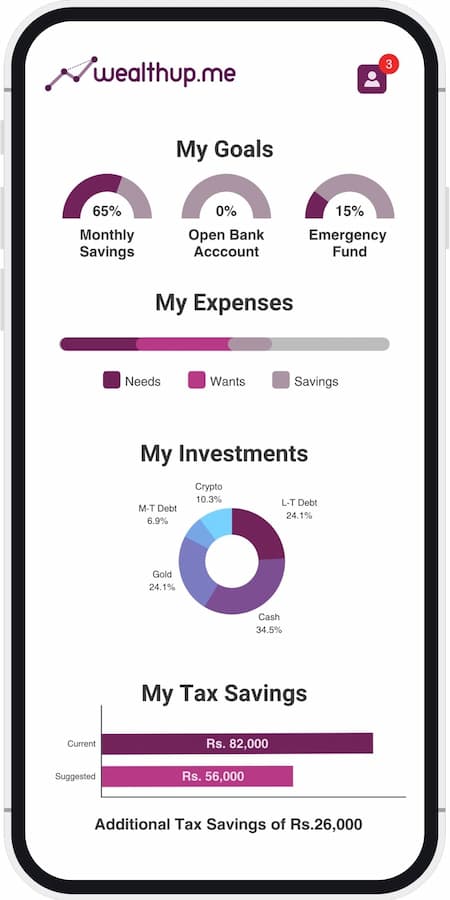 wealthup.me
3
My Goals
65%
0%
15%
Monthly
Savings
Open Bank
Acccount
Emergency
Fund
My Expenses
Needs
Wants
Savings
My Investments
Crypto
10.3%
M-T Debt
6.9%
L-T Debt
24.1%
Gold
24.1%
Cash
34.5%
My Tax Savings
Current
Rs. 82,000
Suggested
Rs. 56,000
Additional Tax Savings of Rs.26,000